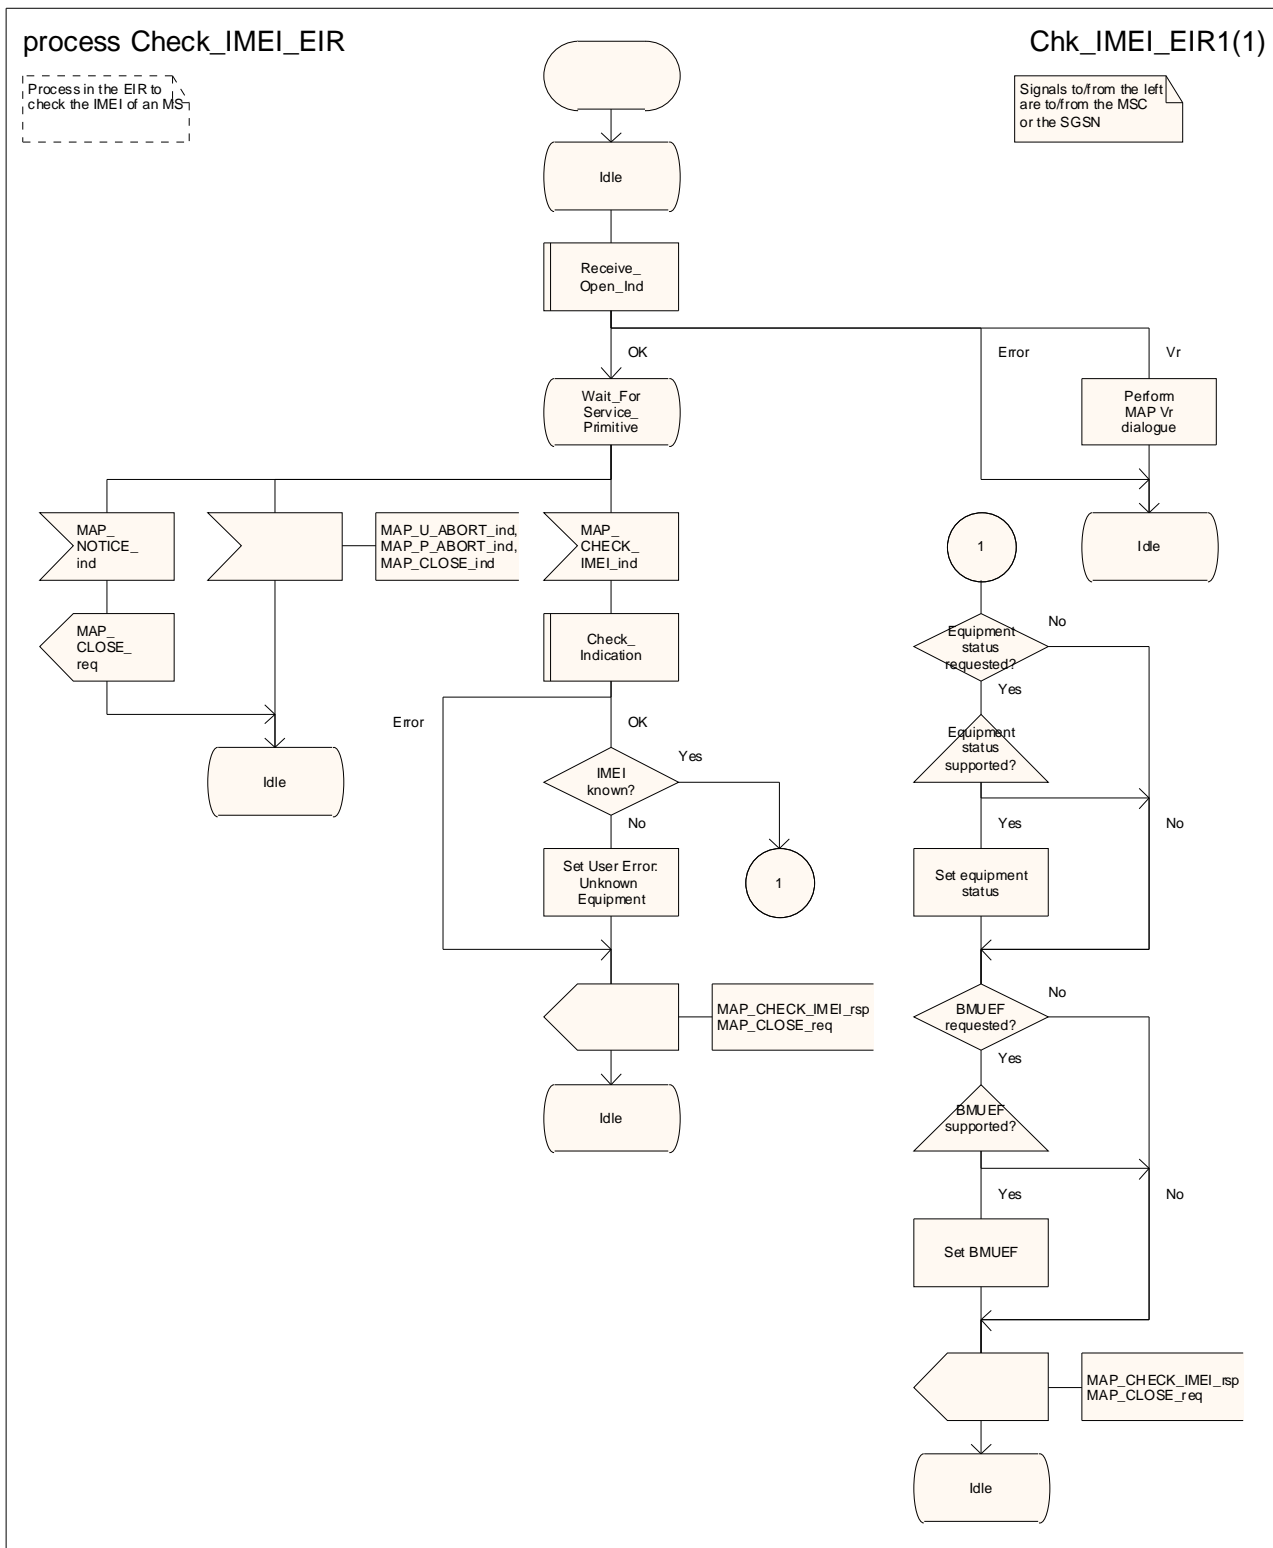 process Check_IMEI_EIR
Chk_IMEI_EIR1(1)
Process in the EIR to
check the IMEI of an MS
Signals to/from the left
are to/from the MSC
or the SGSN
Idle
Receive_
Open_Ind
OK
Error
Vr
Wait_For
Service_
Primitive
Perform
MAP Vr
dialogue
MAP_
NOTICE_
ind
MAP_U_ABORT_ind,
MAP_P_ABORT_ind,
MAP_CLOSE_ind
MAP_
CHECK_
IMEI_ind
1
Idle
MAP_
CLOSE_
req
Check_
Indication
Equipment
status
requested?
No
Yes
Error
OK
Equipment
status
supported?
Idle
IMEI
known?
Yes
No
Yes
No
Set User Error:
Unknown
Equipment
1
Set equipment
status
MAP_CHECK_IMEI_rsp
MAP_CLOSE_req
BMUEF
requested?
No
Yes
Idle
BMUEF
supported?
Yes
No
Set BMUEF
MAP_CHECK_IMEI_rsp
MAP_CLOSE_req
Idle